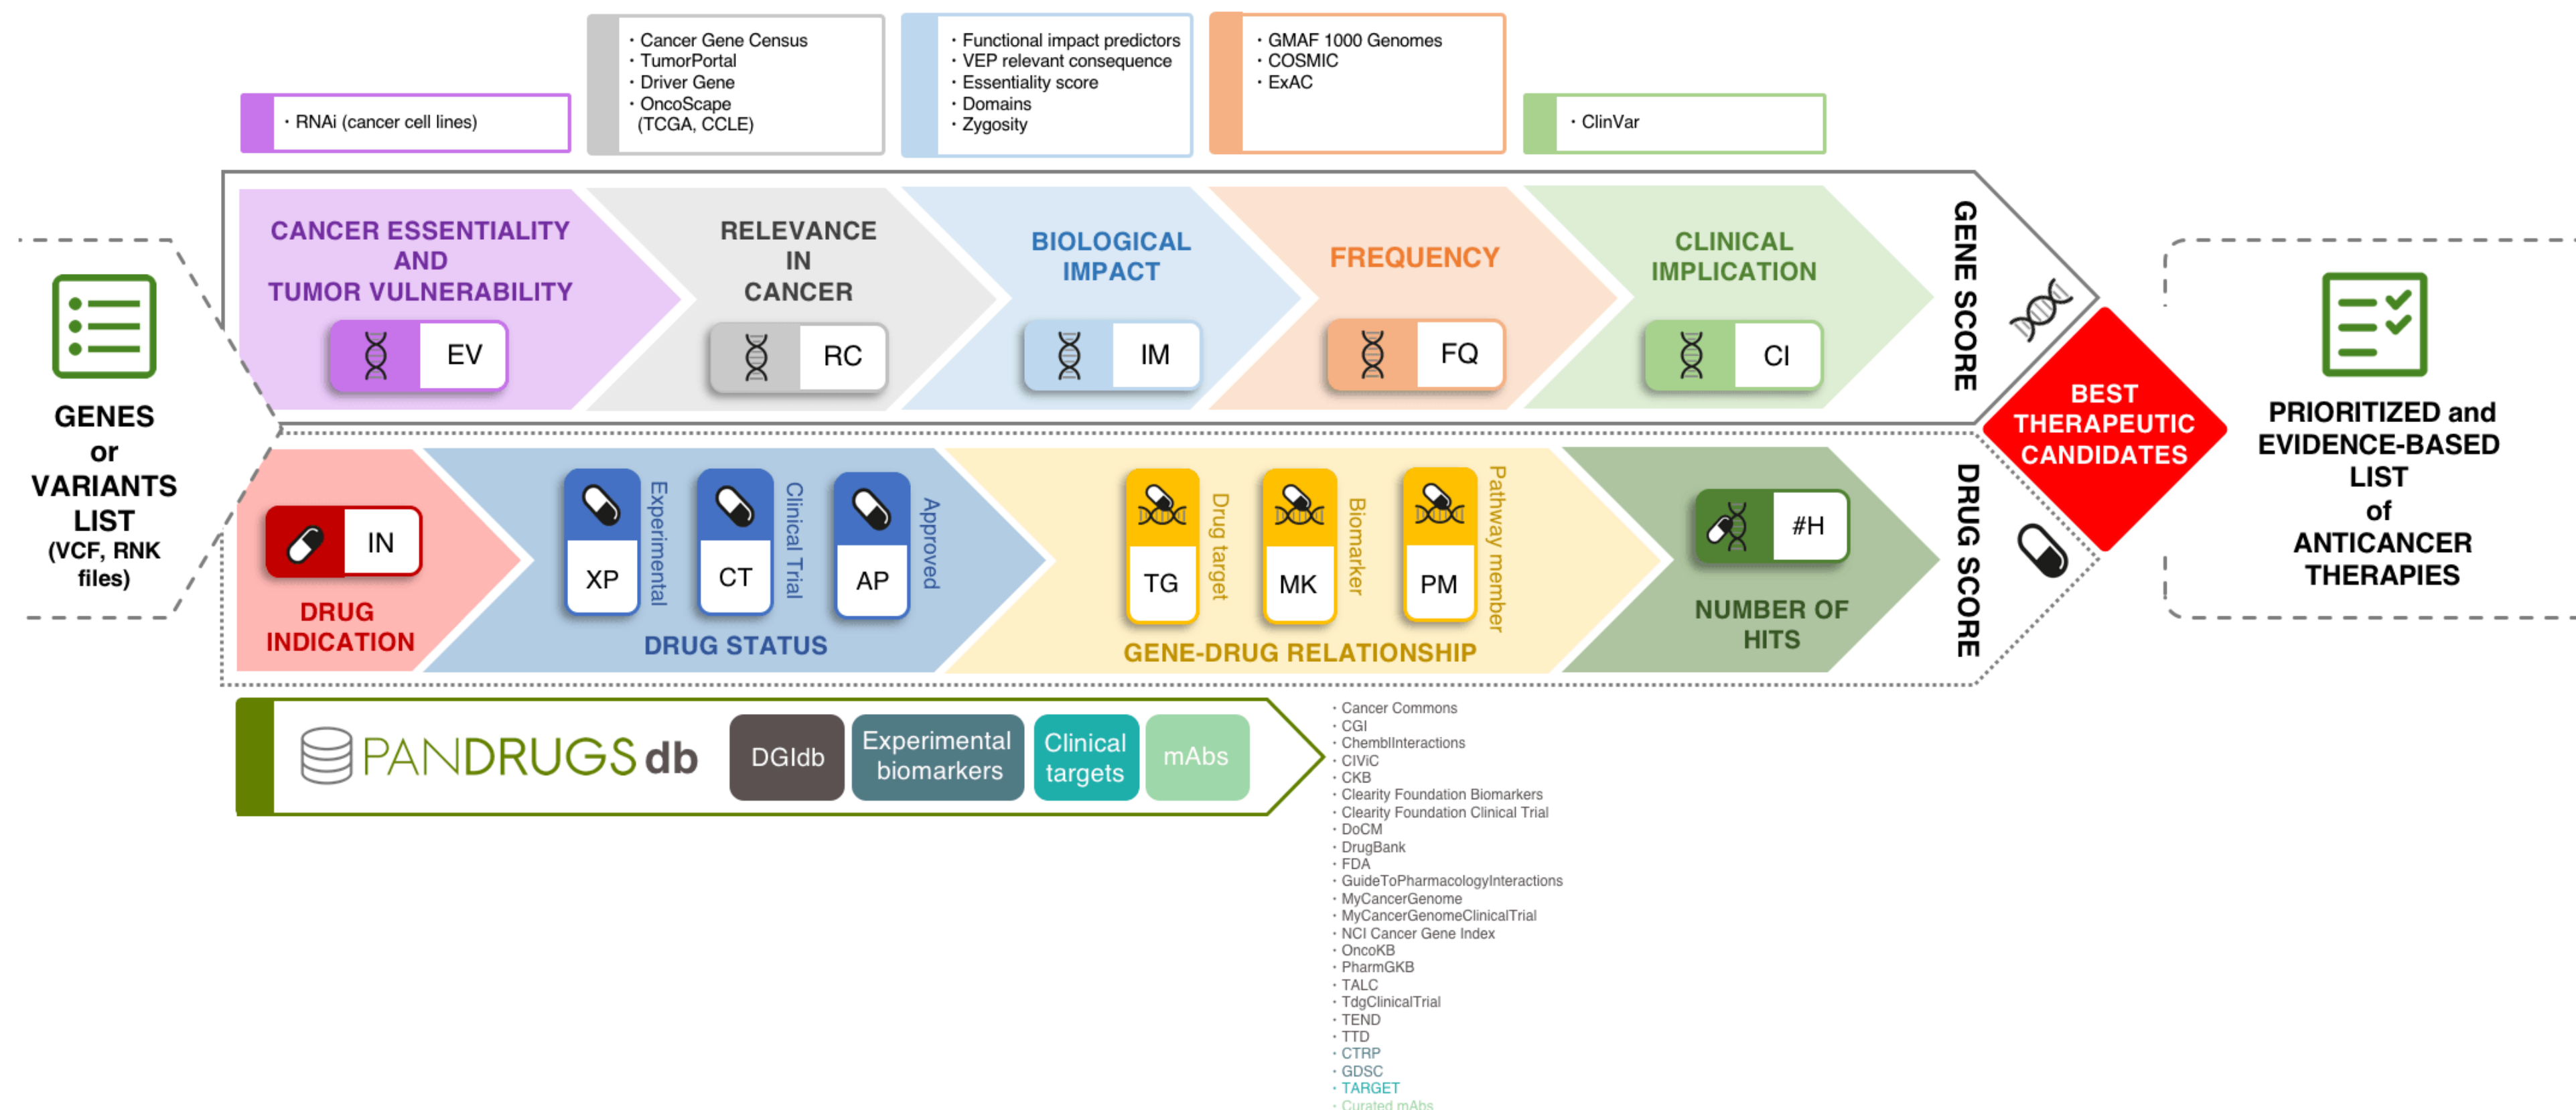 · RNAi (cancer cell lines)
· Cancer Gene Census
· TumorPortal
· Driver Gene
· OncoScape
(TCGA, CCLE)
· Functional impact predictors
· VEP relevant consequence
· Essentiality score
· Domains
· Zygosity
· GMAF 1000 Genomes
· COSMIC
· ExAC
· ClinVar
GENES
or
VARIANTS
LIST
(VCF, RNK
files)
CANCER ESSENTIALITY
AND
TUMOR VULNERABILITY
EV
RELEVANCE
IN
CANCER
RC
BIOLOGICAL
IMPACT
IM
FREQUENCY
FQ
CLINICAL
IMPLICATION
CI
GENE SCORE
IN
DRUG
INDICATION
XP
Experimental
CT
Clinical Trial
AP
Approved
DRUG STATUS
TG
Drug target
MK
Biomarker
PM
Pathway member
GENE-DRUG RELATIONSHIP
#H
NUMBER OF
HITS
DRUG SCORE
BEST
THERAPEUTIC
CANDIDATES
PRIORITIZED and
EVIDENCE-BASED
LIST
of
ANTICANCER
THERAPIES
PANDRUGS db
DGIdb
Experimental
biomarkers
Clinical
targets
mAbs
· Cancer Commons
· CGI
· ChemblInteractions
· CIViC
· CKB
· Clearity Foundation Biomarkers
· Clearity Foundation Clinical Trial
· DoCM
· DrugBank
· FDA
· GuideToPharmacologyInteractions
· MyCancerGenome
· MyCancerGenomeClinicalTrial
· NCI Cancer Gene Index
· OncoKB
· PharmGKB
· TALC
· TdgClinicalTrial
· TEND
· TTD
· CTRP
· GDSC
· TARGET
· Curated mAbs